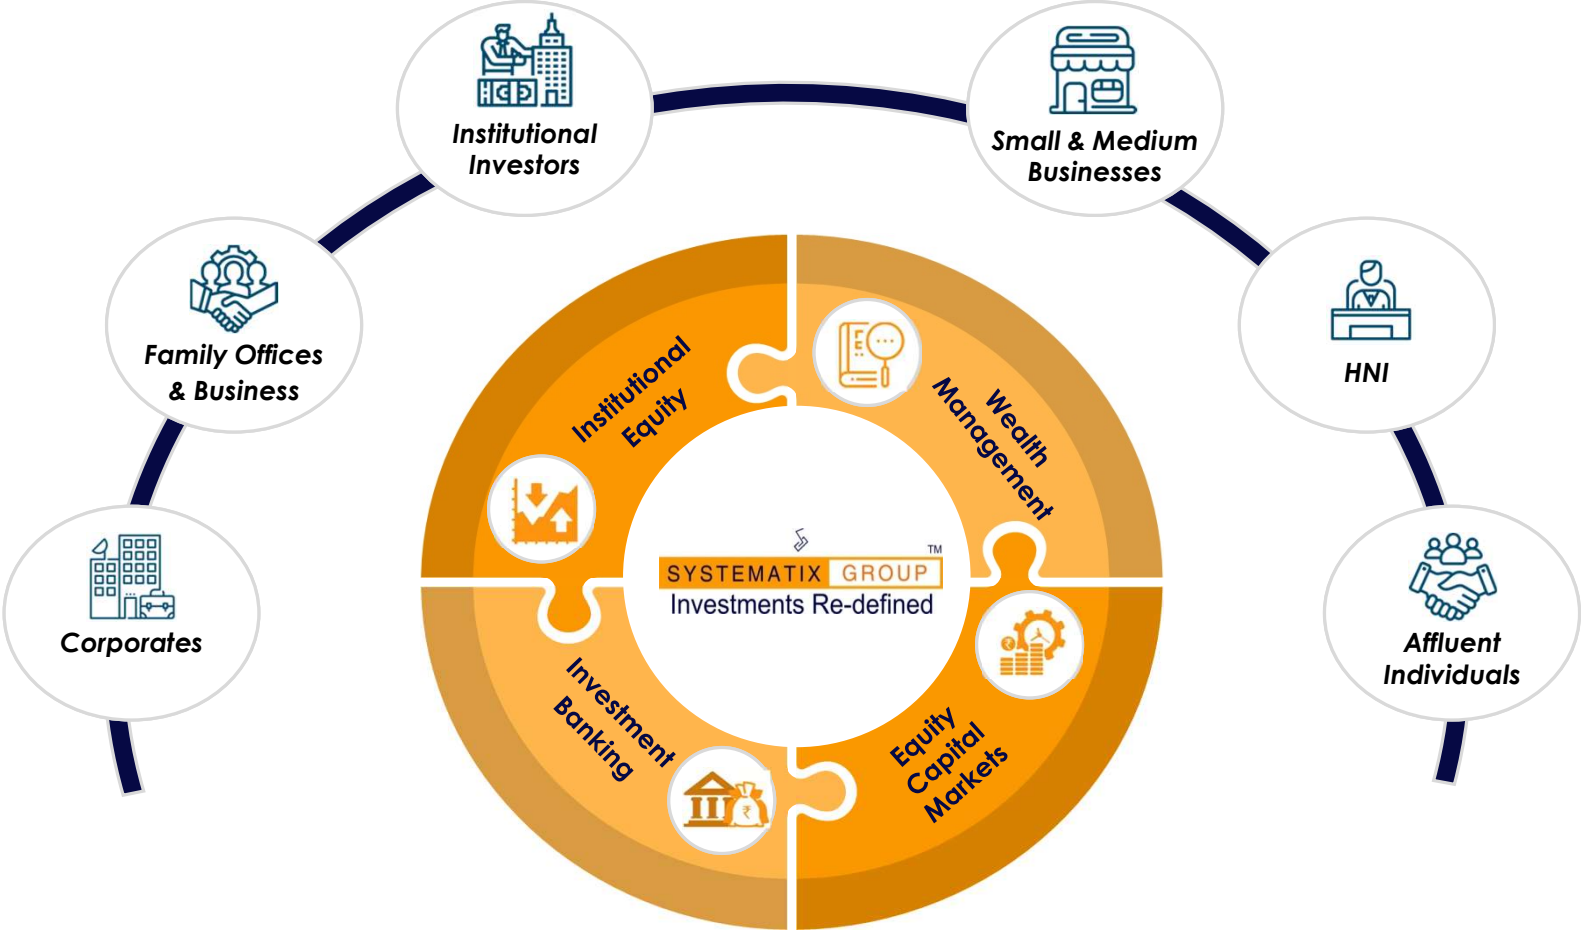 Institutional
Investors
Small & Medium
Businesses
Family Offices
& Business
HNI
Corporates
Affluent
Individuals
Institutional
Equity
Wealth
Management
SYSTEMATIX GROUP TM
Investments Re-defined
Investment
Banking
Equity
Capital
Markets